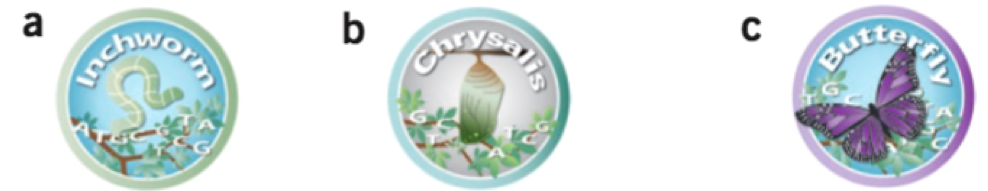 a
Inchworm
A T G C T A
T C G
b
Chrysalis
G C T C G
T A
c
Butterfly
T G C A
G C